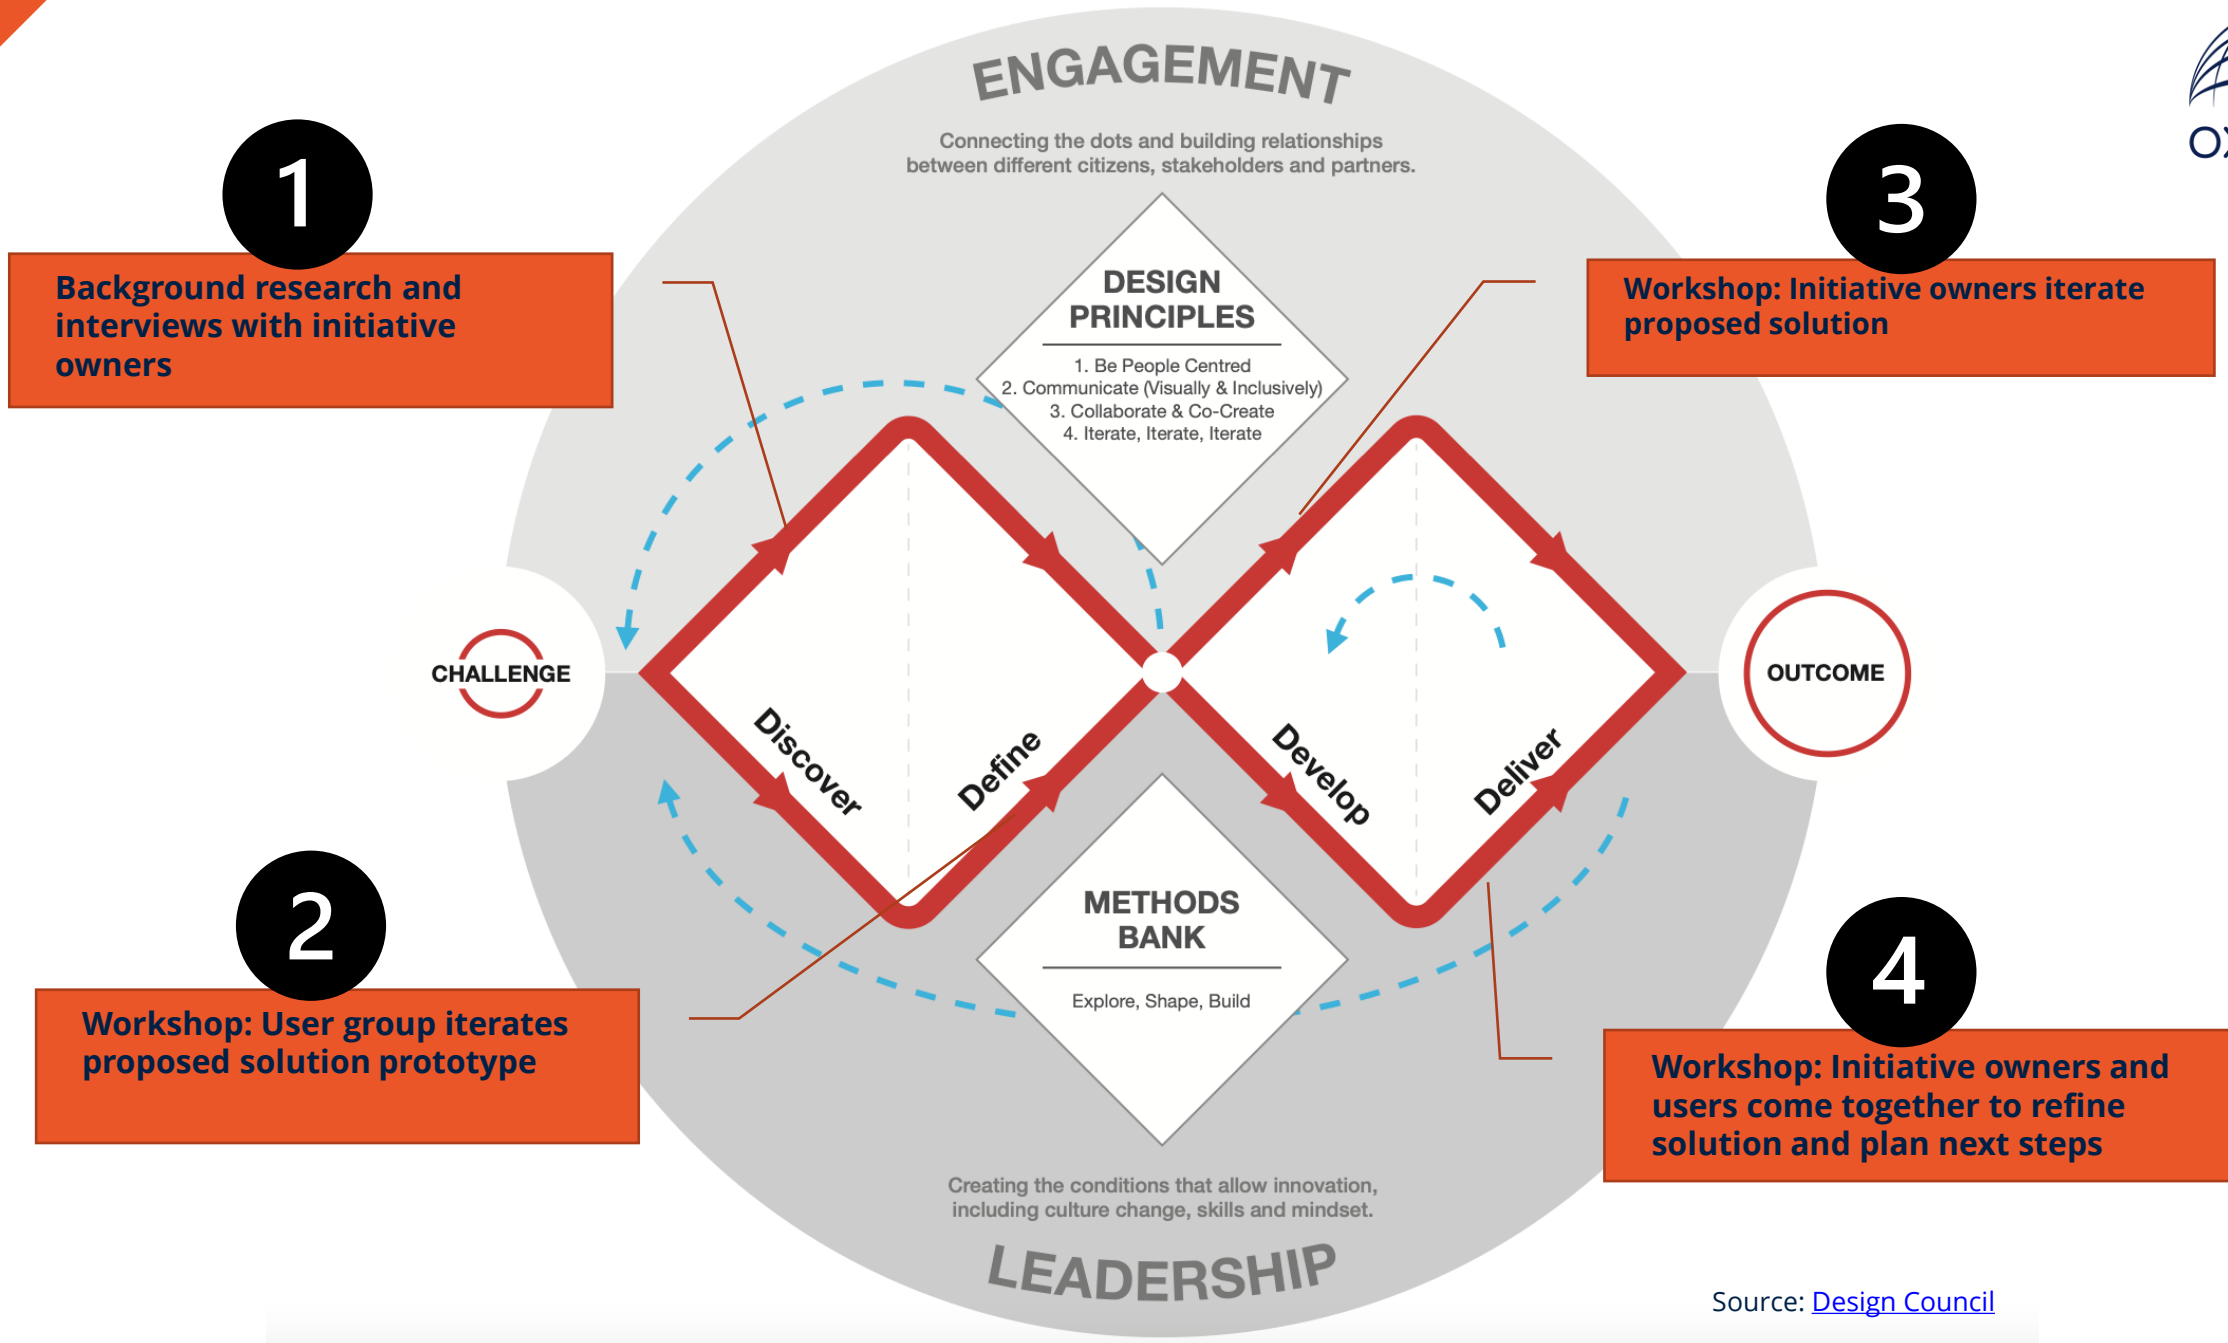 ENGAGEMENT
Connecting the dots and building relationships
between different citizens, stakeholders and partners.
1
Background research and
interviews with initiative
owners
3
Workshop: Initiative owners iterate
proposed solution
DESIGN
PRINCIPLES
1. Be People Centred
2. Communicate (Visually & Inclusively)
3. Collaborate & Co-Create
4. Iterate, Iterate, Iterate
CHALLENGE
OUTCOME
Discover
Define
Develop
Deliver
2
Workshop: User group iterates
proposed solution prototype
METHODS
BANK
Explore, Shape, Build
4
Workshop: Initiative owners and
users come together to refine
solution and plan next steps
Creating the conditions that allow innovation,
including culture change, skills and mindset.
LEADERSHIP
Source: Design Council